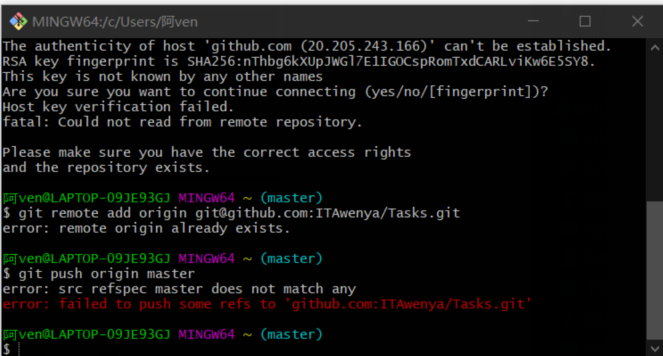 MINGW64:/c/Users/阿ven
The authenticity of host 'github.com (20.205.243.166)' can't be established.
RSA key fingerprint is SHA256:nThbg6kXUpJWGl7E1IGOCspRomTxdCARLviKw6E5SY8.
This key is not known by any other names
Are you sure you want to continue connecting (yes/no/[fingerprint])?
Host key verification failed.
fatal: Could not read from remote repository.
Please make sure you have the correct access rights
and the repository exists.
阿ven@LAPTOP-O9JE93GJ MINGW64 ~ (master)
$ git remote add origin git@github.com:ITAwenya/Tasks.git
error: remote origin already exists.
阿ven@LAPTOP-O9JE93GJ MINGW64 ~ (master)
$ git push origin master
error: src refspec master does not match any
error: failed to push some refs to 'github.com:ITAwenya/Tasks.git'
阿ven@LAPTOP-O9JE93GJ MINGW64 ~ (master)
$